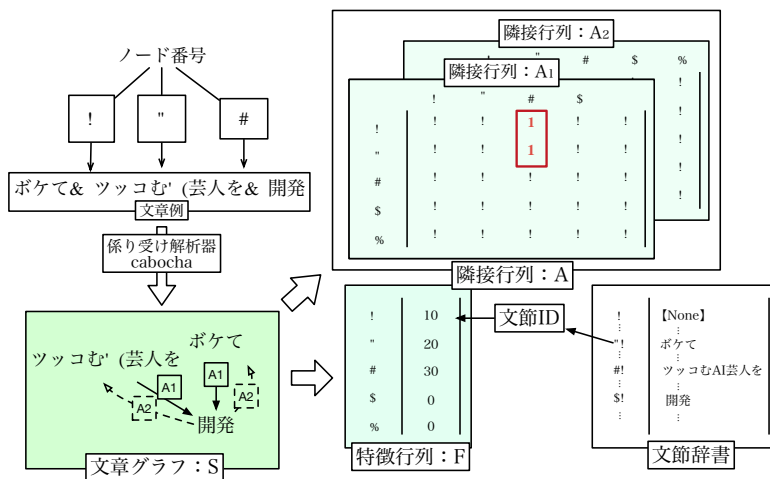 ノード番号
! " #
ボケて& ツッコむ' (芸人を& 開発
文章例
係り受け解析器
cabocha
ボケて
ツッコむ' (芸人を
A1
A1
A2
A2
開発
文章グラフ：S
隣接行列：A2
! " # $ %
!
!
!
!
!
隣接行列：A1
! " # $
! ! ! 1 ! !
" ! ! 1 ! !
# ! ! ! ! !
$ ! ! ! ! !
% ! ! ! ! !
隣接行列：A
! 10
" 20
# 30
$ 0
% 0
特徴行列：F
文節ID
! 【None】
⋮ …
"! ボケて
⋮ …
#! ツッコむAI芸人を
⋮ …
$! 開発
⋮ …
文節辞書